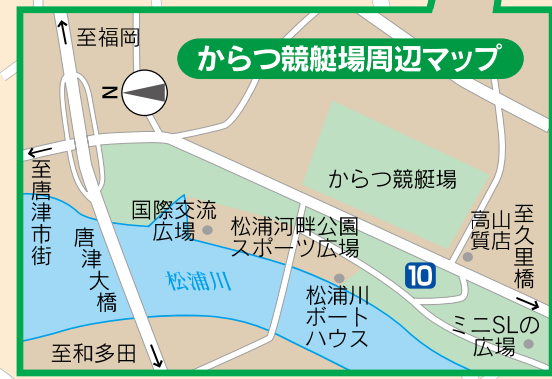 からつ競艇場周辺マップ
至福岡
N
からつ競艇場
至唐津市街
国際交流
広場
松浦河畔公園
スポーツ広場
高山
質店
至久里橋
唐津大橋
松浦川
10
松浦川
ボート
ハウス
ミニSLの
広場
至和多田